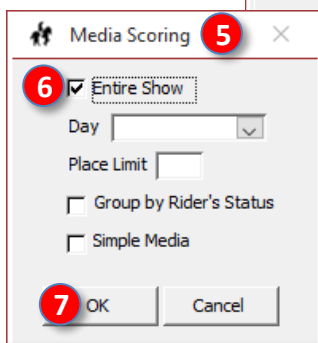 Media Scoring 5
6 Entire Show
Day
Place Limit
Group by Rider's Status
Simple Media
7 OK Cancel